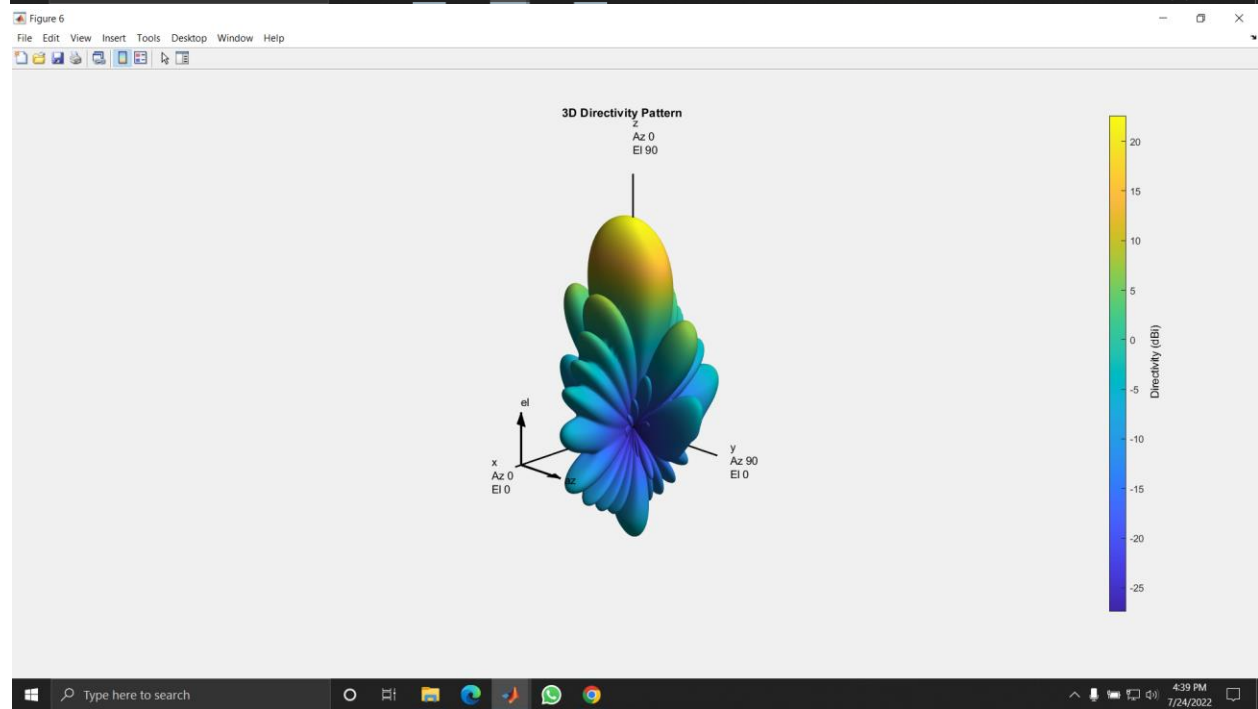 Figure 6
File Edit View Insert Tools Desktop Window Help
3D Directivity Pattern
z
Az 0
El 90
20
15
10
5
0
-5
-10
-15
-20
-25
Directivity (dBi)
el
x
Az 0
El 0
az
y
Az 90
El 0
Type here to search
4:39 PM
7/24/2022